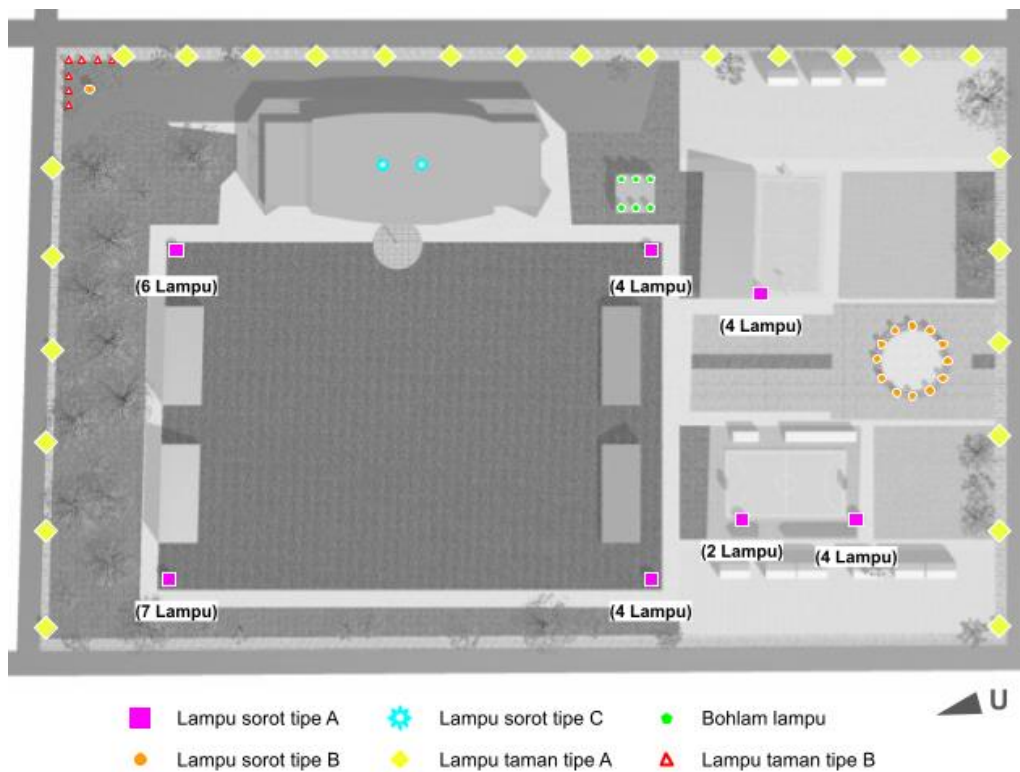 (6 Lampu)
(4 Lampu)
(4 Lampu)
(2 Lampu)
(4 Lampu)
(7 Lampu)
(4 Lampu)
U
Lampu sorot tipe A
Lampu sorot tipe C
Bohlam lampu
Lampu sorot tipe B
Lampu taman tipe A
Lampu taman tipe B